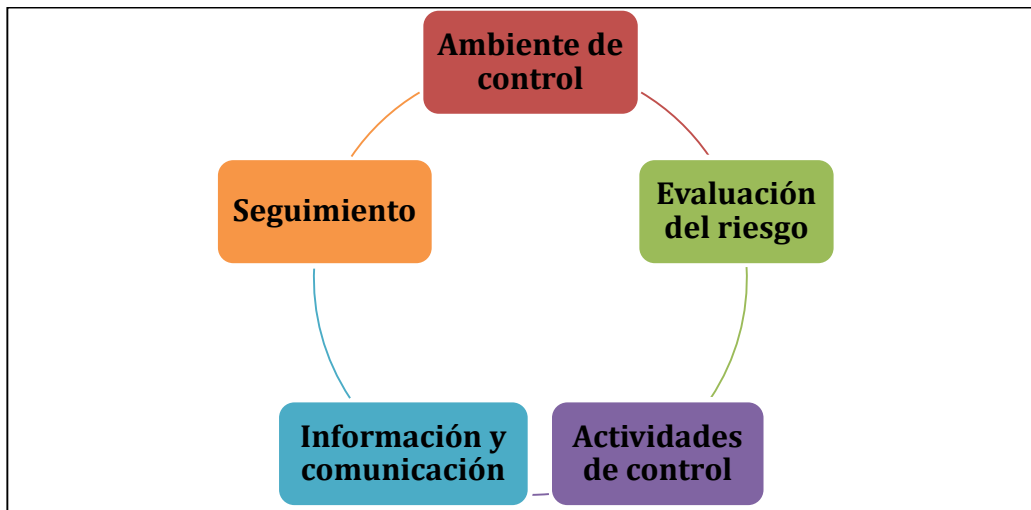 Ambiente de
control
Evaluación
del riesgo
Actividades
de control
Información y
comunicación
Seguimiento